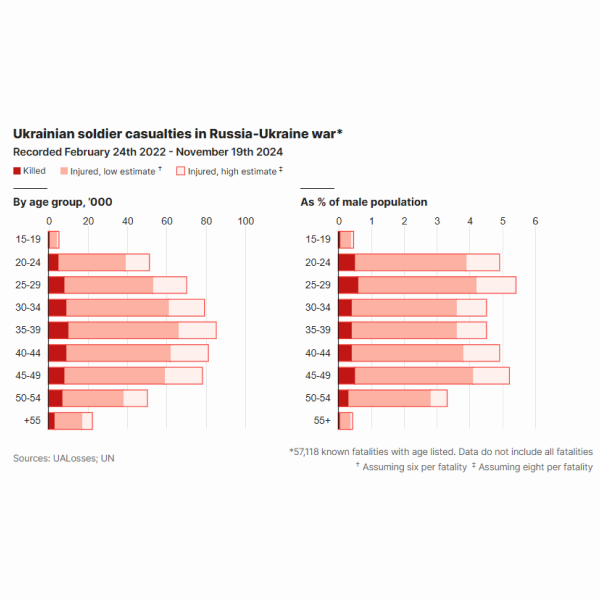 Ukrainian soldier casualties in Russia-Ukraine war*
Recorded February 24th 2022 - November 19th 2024
Killed Injured, low estimate † Injured, high estimate ‡
By age group, '000
0 20 40 60 80 100
15-19
20-24
25-29
30-34
35-39
40-44
45-49
50-54
+55
As % of male population
0 1 2 3 4 5 6
15-19
20-24
25-29
30-34
35-39
40-44
45-49
50-54
55+
Sources: UALosses; UN
*57,118 known fatalities with age listed. Data do not include all fatalities
† Assuming six per fatality ‡ Assuming eight per fatality